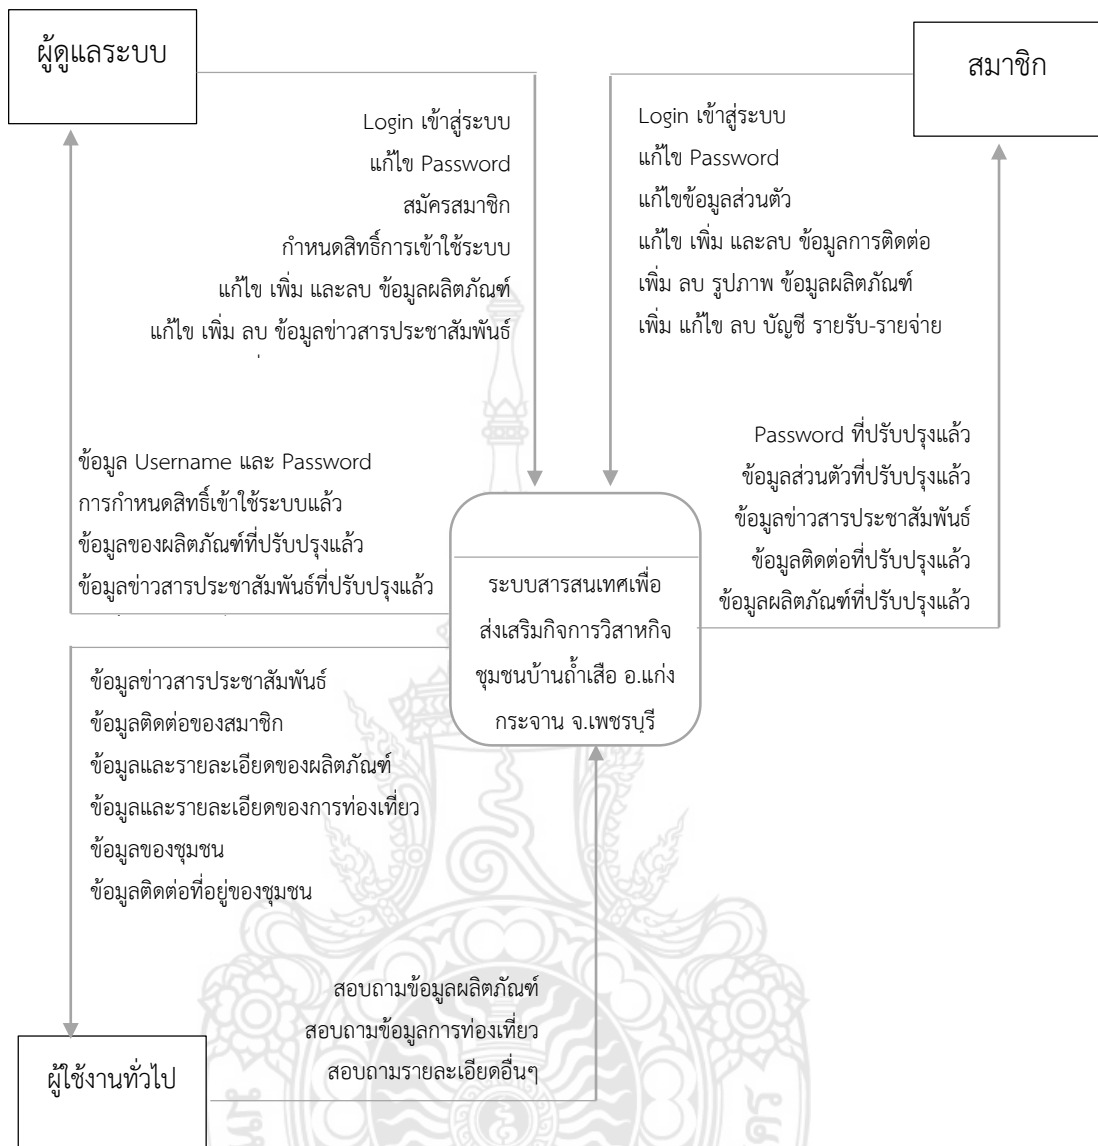 ผู้ดูแลระบบ
สมาชิก
Login เข้าสู่ระบบ
แก้ไข Password
สมัครสมาชิก
กำหนดสิทธิ์การเข้าใช้ระบบ
แก้ไข เพิ่ม และลบ ข้อมูลผลิตภัณฑ์
แก้ไข เพิ่ม ลบ ข้อมูลข่าวสารประชาสัมพันธ์
Login เข้าสู่ระบบ
แก้ไข Password
แก้ไขข้อมูลส่วนตัว
แก้ไข เพิ่ม และลบ ข้อมูลการติดต่อ
เพิ่ม ลบ รูปภาพ ข้อมูลผลิตภัณฑ์
เพิ่ม แก้ไข ลบ บัญชี รายรับ-รายจ่าย
ข้อมูล Username และ Password
การกำหนดสิทธิ์เข้าใช้ระบบแล้ว
ข้อมูลของผลิตภัณฑ์ที่ปรับปรุงแล้ว
ข้อมูลข่าวสารประชาสัมพันธ์ที่ปรับปรุงแล้ว
Password ที่ปรับปรุงแล้ว
ข้อมูลส่วนตัวที่ปรับปรุงแล้ว
ข้อมูลข่าวสารประชาสัมพันธ์
ข้อมูลติดต่อที่ปรับปรุงแล้ว
ข้อมูลผลิตภัณฑ์ที่ปรับปรุงแล้ว
ระบบสารสนเทศเพื่อ
ส่งเสริมกิจการวิสาหกิจ
ชุมชนบ้านถ้ำเสือ อ.แก่ง
กระจาน จ.เพชรบุรี
ข้อมูลข่าวสารประชาสัมพันธ์
ข้อมูลติดต่อของสมาชิก
ข้อมูลและรายละเอียดของผลิตภัณฑ์
ข้อมูลและรายละเอียดของการท่องเที่ยว
ข้อมูลของชุมชน
ข้อมูลติดต่อที่อยู่ของชุมชน
สอบถามข้อมูลผลิตภัณฑ์
สอบถามข้อมูลการท่องเที่ยว
สอบถามรายละเอียดอื่นๆ
ผู้ใช้งานทั่วไป